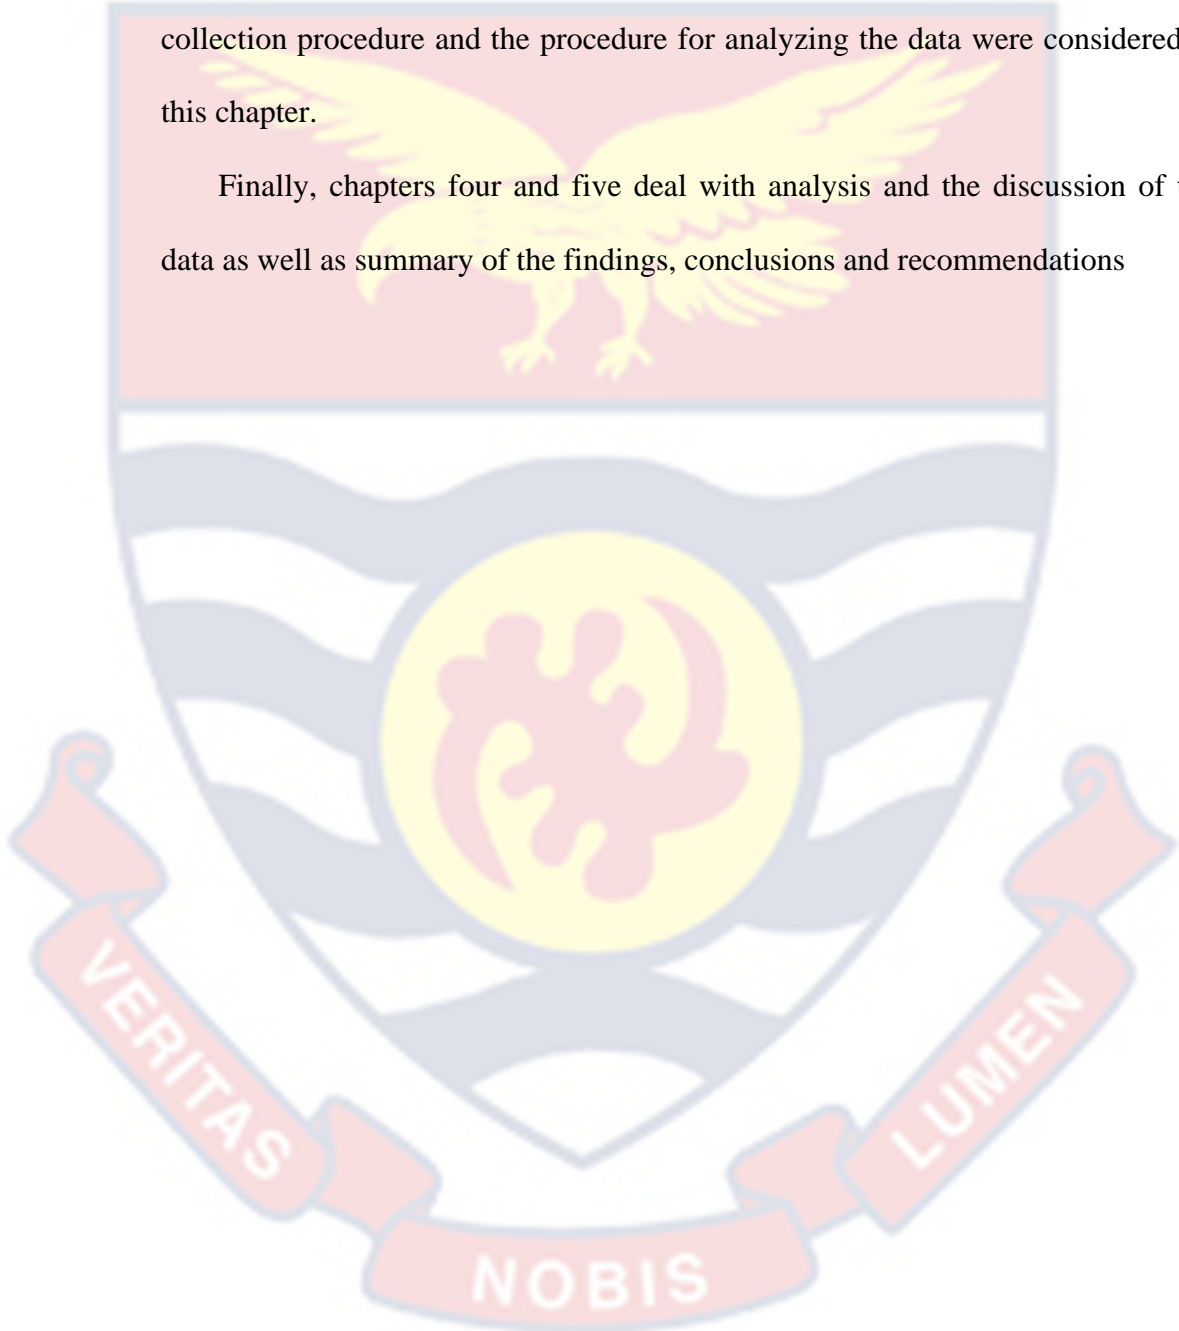 collection procedure and the procedure for analyzing the data were considered
this chapter.
Finally, chapters four and five deal with analysis and the discussion of
data as well as summary of the findings, conclusions and recommendations
VERITAS
NOBIS
LUMEN